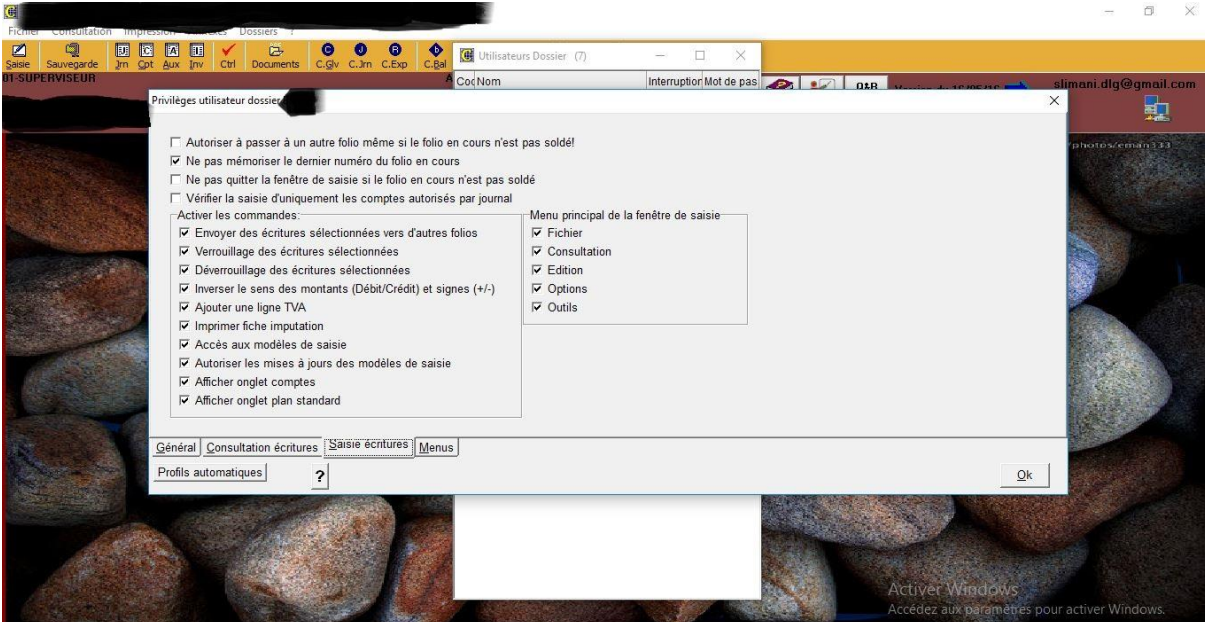 Fichier Consultation Impression Dossiers ?
Saisie Sauvegarde Jrn Cpt Aux Inv Ctrl Documents C.Glv C.Jrn C.Exp C.Bal
Utilisateurs Dossier (7)
01-SUPERVISEUR
Nom Interruption Mot de pas
Q&R
slimani.dlg@gmail.com
Privilèges utilisateur dossier
Autoriser à passer à un autre folio même si le folio en cours n'est pas soldé!
Ne pas mémoriser le dernier numéro du folio en cours
Ne pas quitter la fenêtre de saisie si le folio en cours n'est pas soldé
Vérifier la saisie d'uniquement les comptes autorisés par journal
Activer les commandes:
Envoyer des écritures sélectionnées vers d'autres folios
Verrouillage des écritures sélectionnées
Déverrouillage des écritures sélectionnées
Inverser le sens des montants (Débit/Crédit) et signes (+/-)
Ajouter une ligne TVA
Imprimer fiche imputation
Accès aux modèles de saisie
Autoriser les mises à jours des modèles de saisie
Afficher onglet comptes
Afficher onglet plan standard
Menu principal de la fenêtre de saisie
Fichier
Consultation
Edition
Options
Outils
/photos/eman333
Général Consultation écritures Saisie écritures Menus
Profils automatiques ? Ok
Activer Windows
Accédez aux paramètres pour activer Windows.